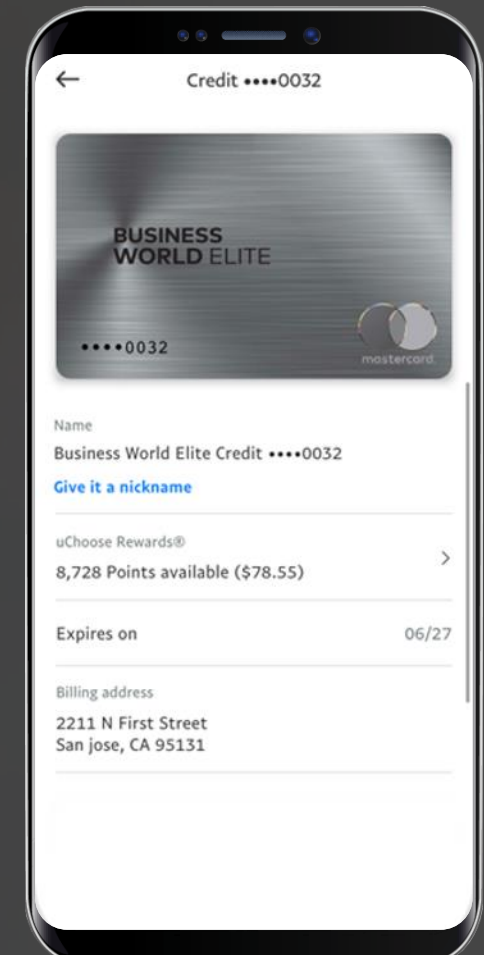 Credit ••••0032
BUSINESS
WORLD ELITE
••••0032
mastercard.
Name
Business World Elite Credit ••••0032
Give it a nickname
uChoose Rewards®
8,728 Points available ($78.55)
Expires on 06/27
Billing address
2211 N First Street
San jose, CA 95131